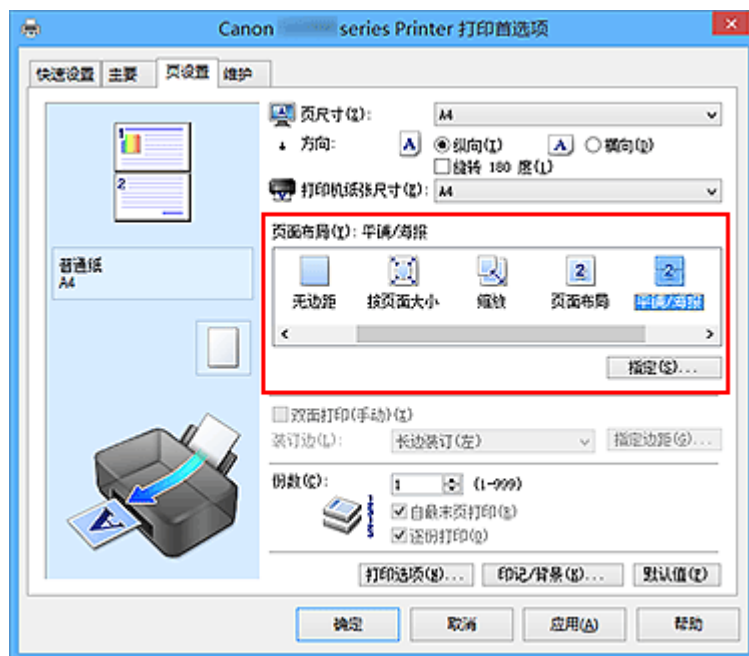 Canon series Printer 打印首选项
快速设置 主要 页设置 维护
页尺寸(Z): A4
方向: A 纵向(I) A 横向(D)
旋转 180 度(L)
打印机纸张尺寸(E): A4
页面布局(Y): 平铺/海报
无边距 按页面大小 缩放 页面布局 平铺/海报
指定(S)...
1
2
普通纸
A4
双面打印(手动)(X)
装订边(L): 长边装订(左) 指定边距(G)...
份数(C): 1 (1-999)
自最末页打印(B)
逐份打印(O)
打印选项(N)... 印记/背景(B)... 默认值(F)
确定 取消 应用(A) 帮助